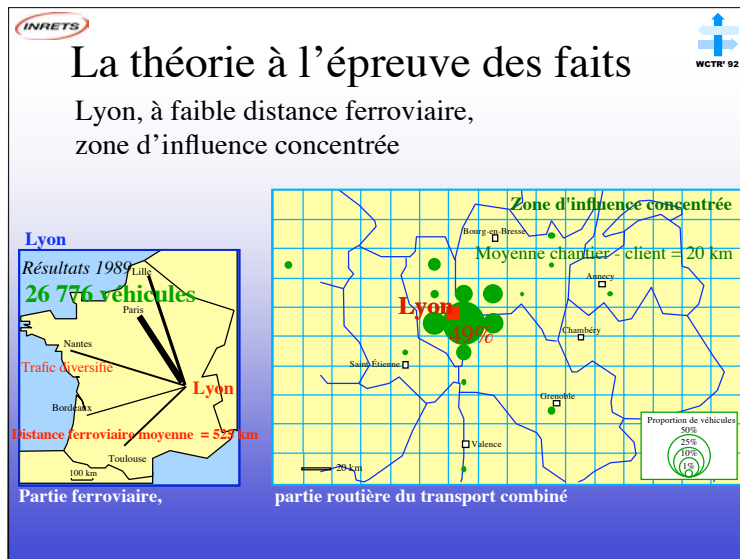 INRETS
WCTR' 92
La théorie à l'épreuve des faits
Lyon, à faible distance ferroviaire,
zone d'influence concentrée
Lyon
Résultats 1989
Lille
26 776 véhicules
Paris
Nantes
Trafic diversifié
Lyon
Bordeaux
Distance ferroviaire moyenne = 529 km
Toulouse
100 km
Partie ferroviaire,
Zone d'influence concentrée
Bourg-en-Bresse
Moyenne chantier - client = 20 km
Annecy
Lyon
49%
Chambéry
Saint-Étienne
Grenoble
Valence
20 km
Proportion de véhicules
50%
25%
10%
1%
partie routière du transport combiné